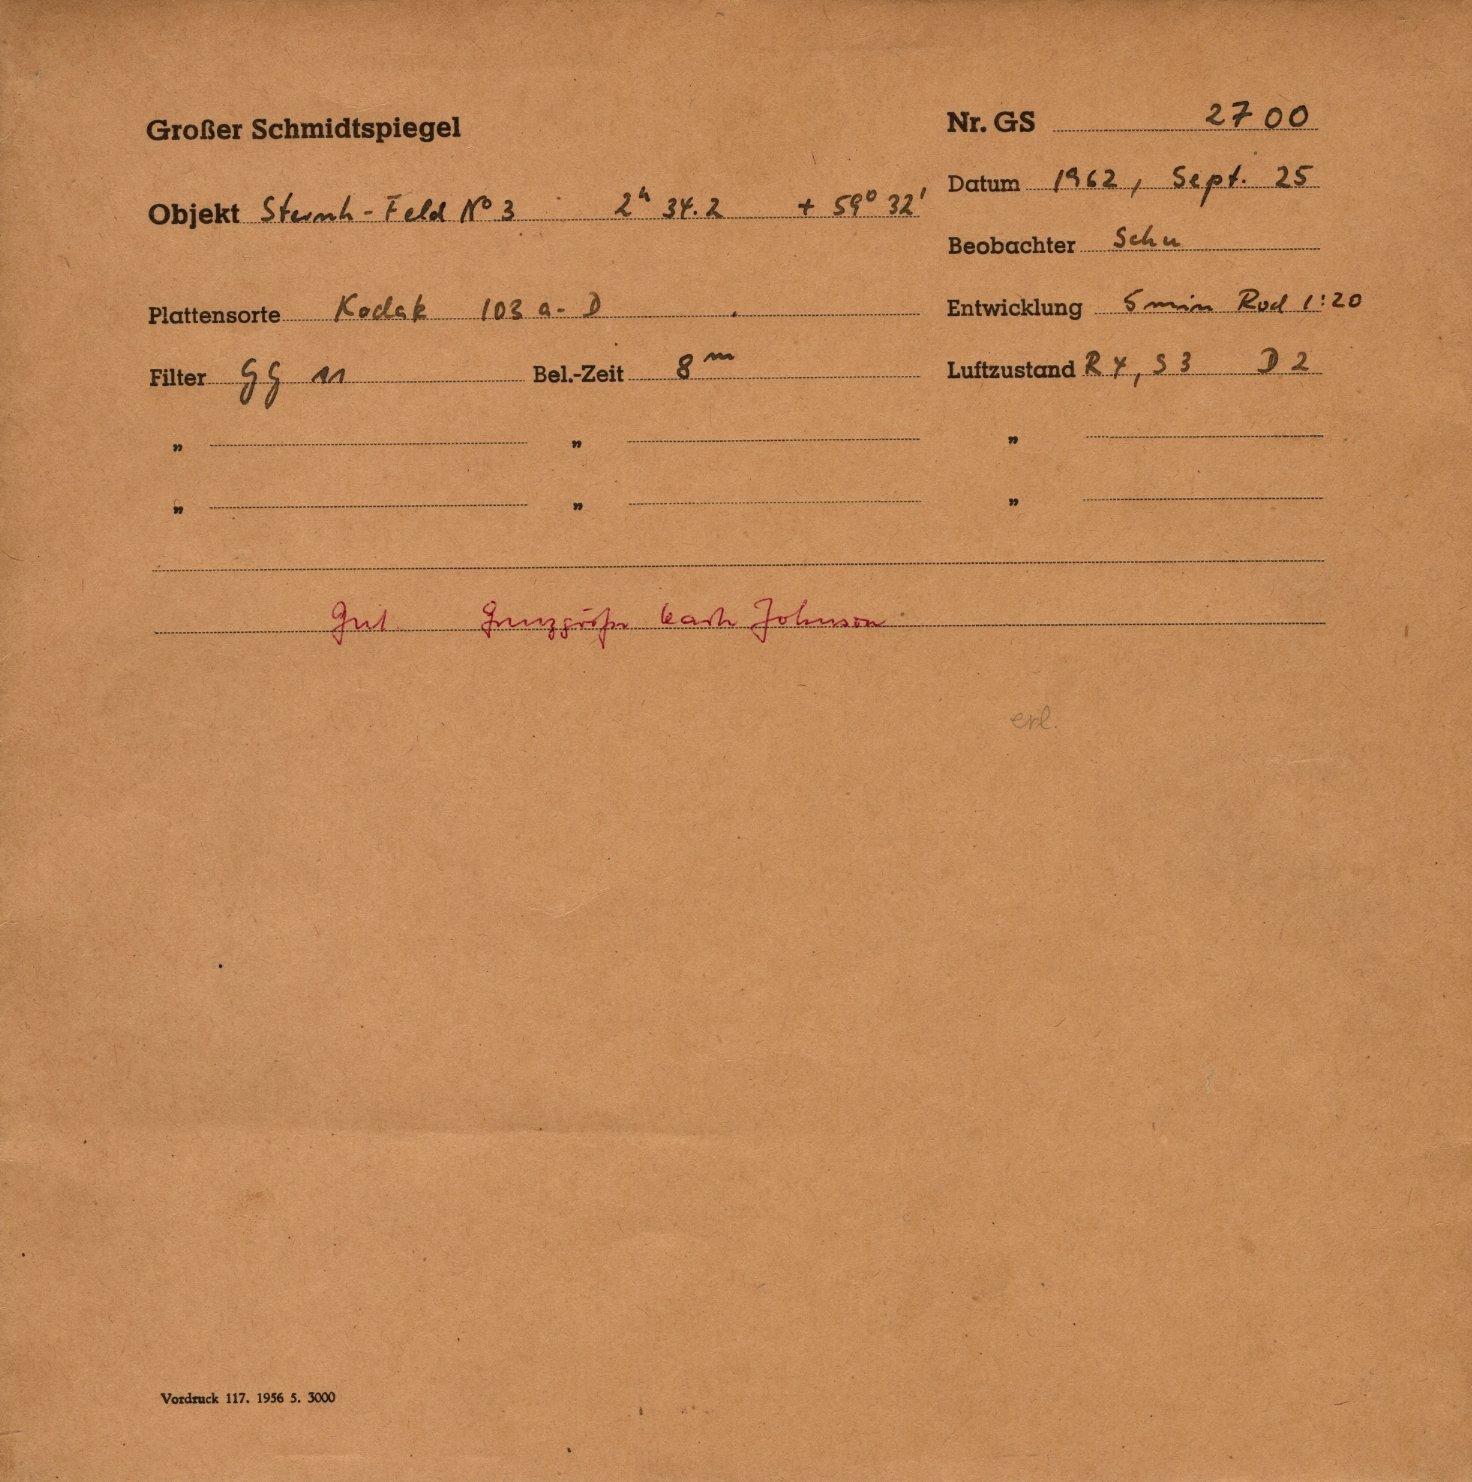 Großer Schmidtspiegel
Nr. GS 2700
Datum 1962, Sept. 25
Objekt Sternh-Feld No 3 2h 34.2 + 59° 32'
Beobachter Schu
Plattensorte Kodak 103 a-D
Entwicklung 5 min Rod 1:20
Filter GG 11 Bel.-Zeit 8m
Luftzustand R 4, S 3 D 2
„ „ „
„ „ „
Gut Grenzgröße nach Johnson
erl.
Vordruck 117. 1956 5. 3000